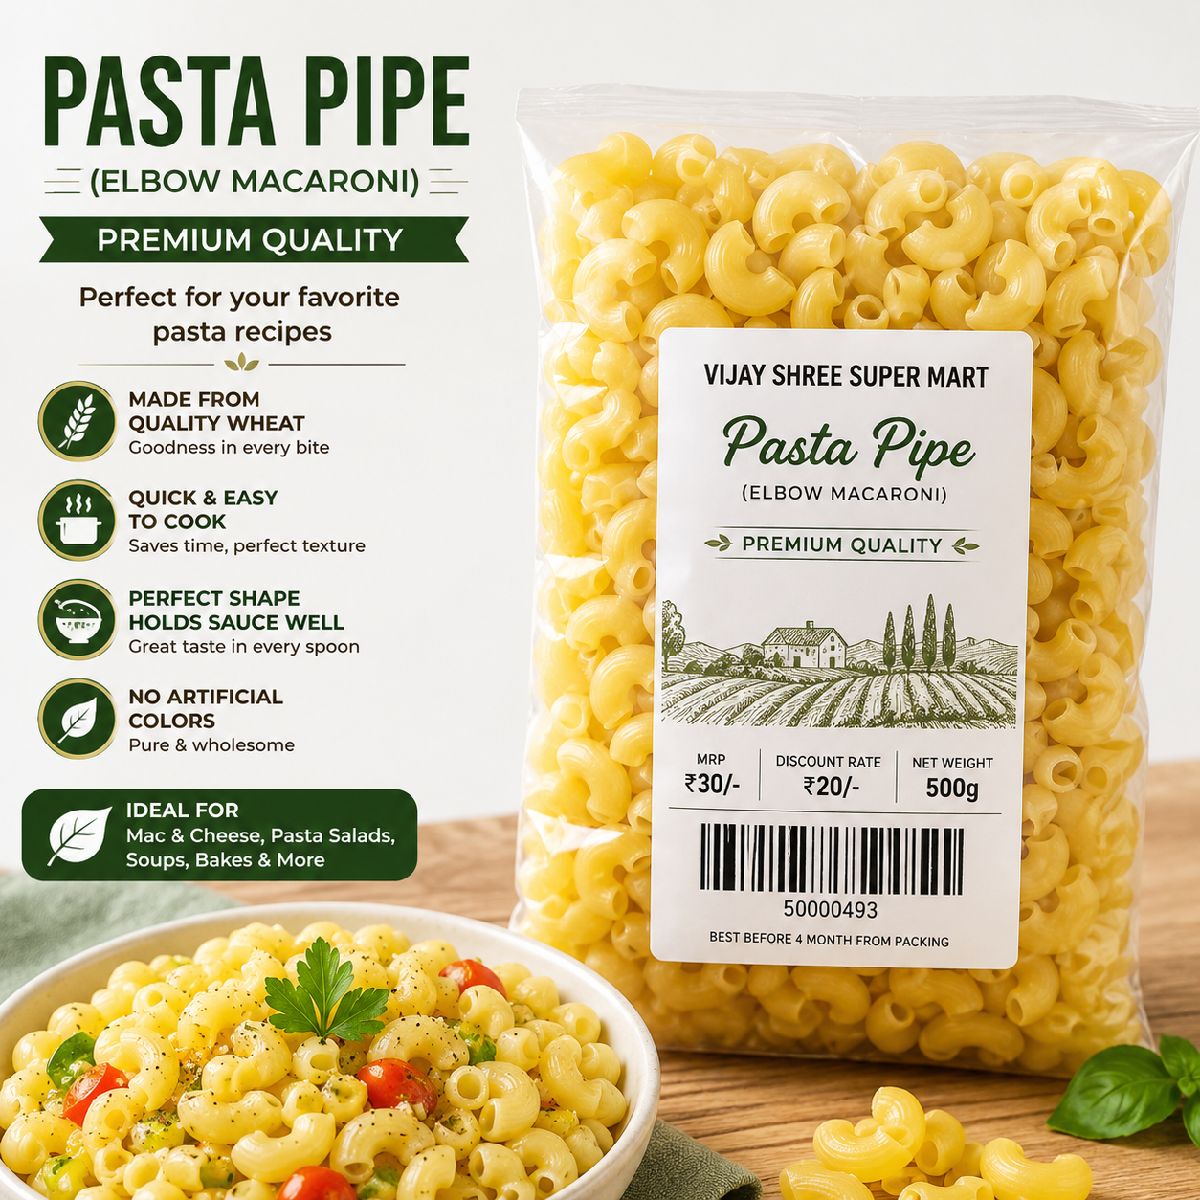 PASTA PIPE
(ELBOW MACARONI)
PREMIUM QUALITY
Perfect for your favorite
pasta recipes
MADE FROM
QUALITY WHEAT
Goodness in every bite
QUICK & EASY
TO COOK
Saves time, perfect texture
PERFECT SHAPE
HOLDS SAUCE WELL
Great taste in every spoon
NO ARTIFICIAL
COLORS
Pure & wholesome
IDEAL FOR
Mac & Cheese, Pasta Salads,
Soups, Bakes & More
VIJAY SHREE SUPER MART
Pasta Pipe
(ELBOW MACARONI)
PREMIUM QUALITY
MRP
₹30/-
DISCOUNT RATE
₹20/-
NET WEIGHT
500g
50000493
BEST BEFORE 4 MONTH FROM PACKING